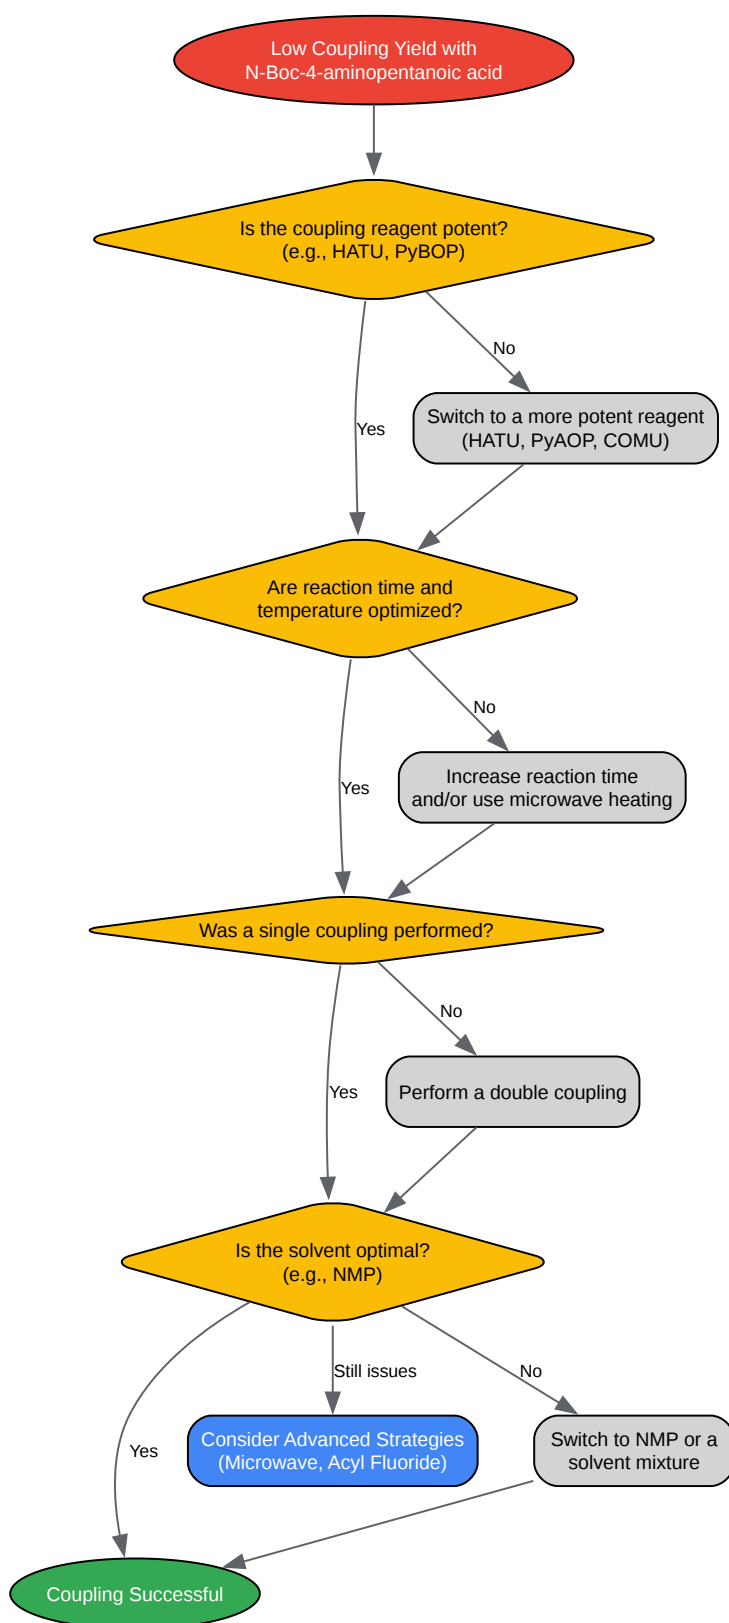 Low Coupling Yield with
N-Boc-4-aminopentanoic acid
Is the coupling reagent potent?
(e.g., HATU, PyBOP)
No
Switch to a more potent reagent
(HATU, PyAOP, COMU)
Yes
Are reaction time and
temperature optimized?
No
Increase reaction time
and/or use microwave heating
Yes
Was a single coupling performed?
No
Perform a double coupling
Yes
Is the solvent optimal?
(e.g., NMP)
Still issues
No
Consider Advanced Strategies
(Microwave, Acyl Fluoride)
Switch to NMP or a
solvent mixture
Yes
Coupling Successful